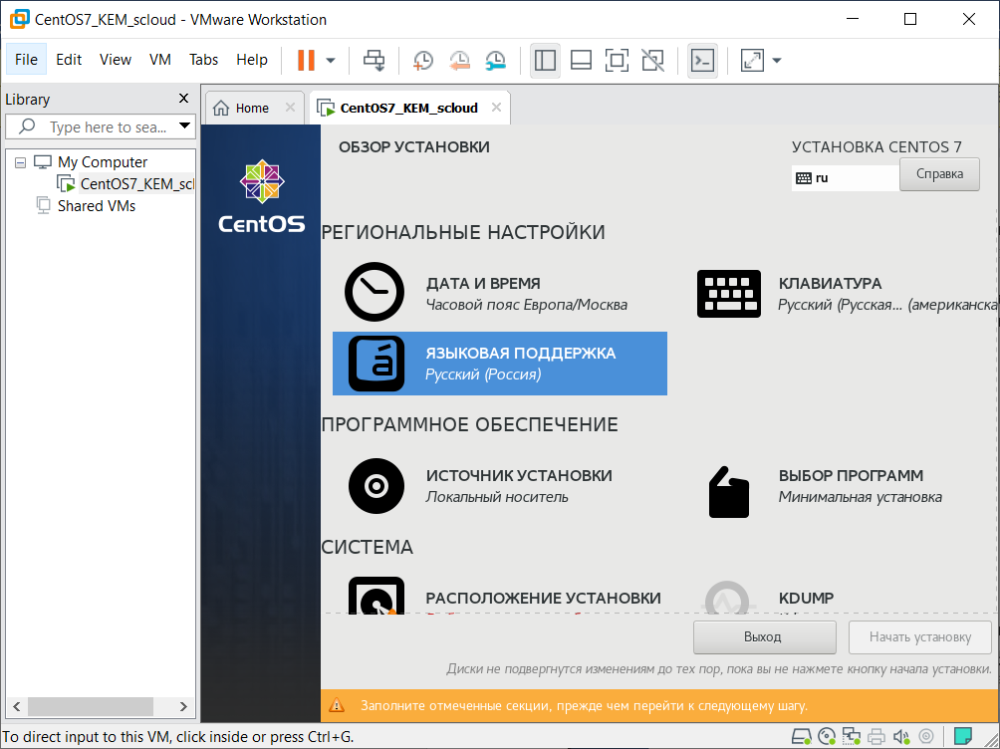 CentOS7_KEM_scloud - VMware Workstation
File Edit View VM Tabs Help
Library
Type here to sea...
My Computer
CentOS7_KEM_scl
Shared VMs
Home
CentOS7_KEM_scloud
CentOS
ОБЗОР УСТАНОВКИ
УСТАНОВКА CENTOS 7
ru
Справка
РЕГИОНАЛЬНЫЕ НАСТРОЙКИ
ДАТА И ВРЕМЯ
Часовой пояс Европа/Москва
КЛАВИАТУРА
Русский (Русская... (американска
ЯЗЫКОВАЯ ПОДДЕРЖКА
Русский (Россия)
ПРОГРАММНОЕ ОБЕСПЕЧЕНИЕ
ИСТОЧНИК УСТАНОВКИ
Локальный носитель
ВЫБОР ПРОГРАММ
Минимальная установка
СИСТЕМА
РАСПОЛОЖЕНИЕ УСТАНОВКИ
KDUMP
Выход
Начать установку
Диски не подвергнутся изменениям до тех пор, пока вы не нажмете кнопку начала установки.
Заполните отмеченные секции, прежде чем перейти к следующему шагу.
To direct input to this VM, click inside or press Ctrl+G.